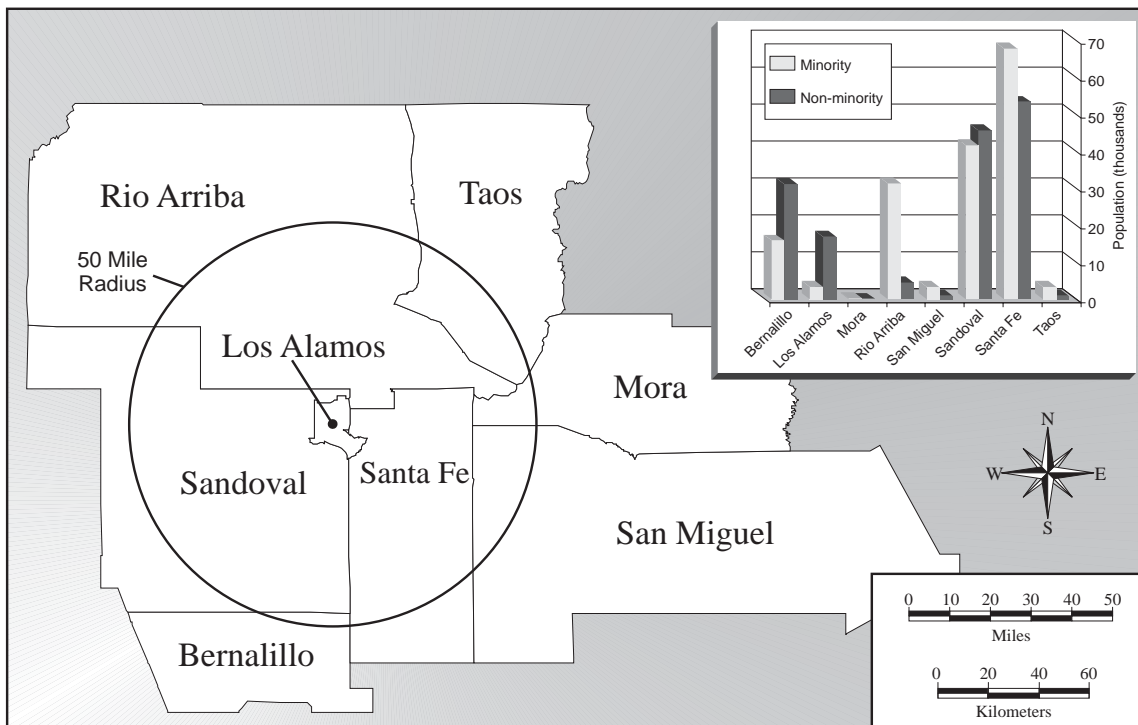 Rio Arriba
Taos
50 Mile
Radius
Los Alamos
Mora
Sandoval
Santa Fe
San Miguel
Bernalillo
Minority
Non-minority
70
60
50
40
30
20
10
0
Population (thousands)
Bernalillo
Los Alamos
Mora
Rio Arriba
San Miguel
Sandoval
Santa Fe
Taos
N
W E
S
0 10 20 30 40 50
Miles
0 20 40 60
Kilometers